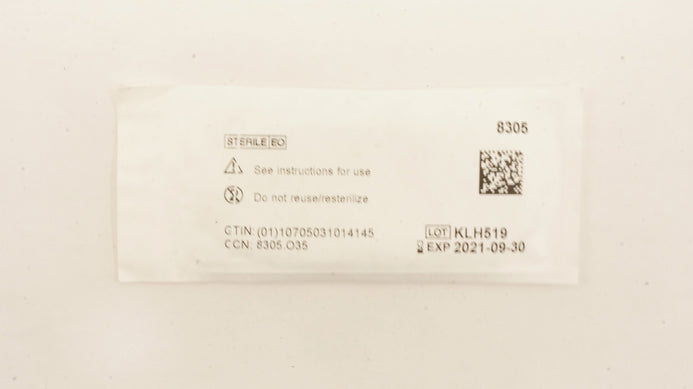 8305
STERILE EO
See instructions for use
Do not reuse/resterilize
GTIN: (01)10705031014145
CCN: 8305.O35
LOT KLH519
EXP 2021-09-30